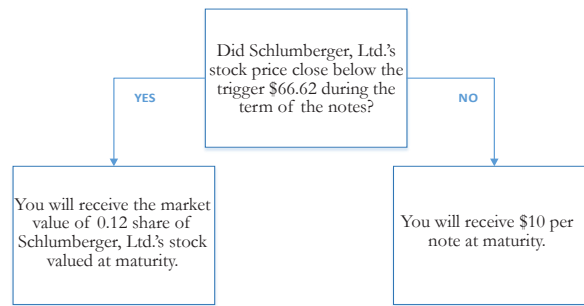 Did Schlumberger, Ltd.'s
stock price close below the
trigger $66.62 during the
term of the notes?
YES
NO
You will receive the market
value of 0.12 share of
Schlumberger, Ltd.'s stock
valued at maturity.
You will receive $10 per
note at maturity.